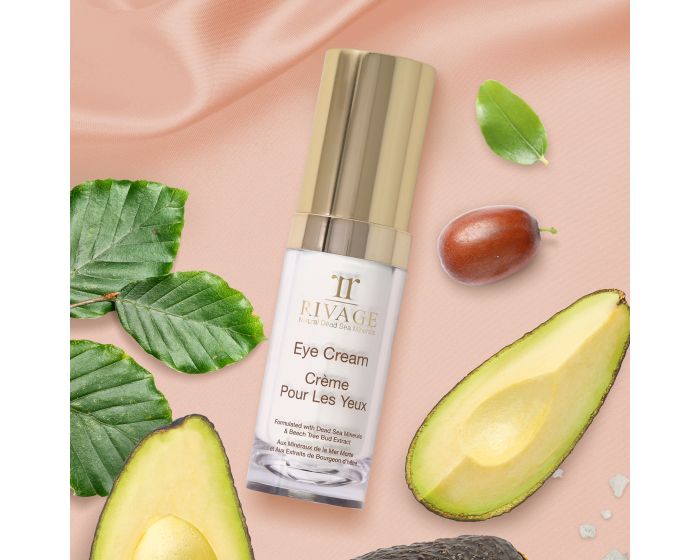 RIVAGE
Natural Dead Sea Minerals
Eye Cream
Crème
Pour Les Yeux
Formulated with Dead Sea Minerals
& Beech Tree Bud Extract
Aux Minéraux de la Mer Morte
et Aux Extraits de Bourgeon d'Hêtre